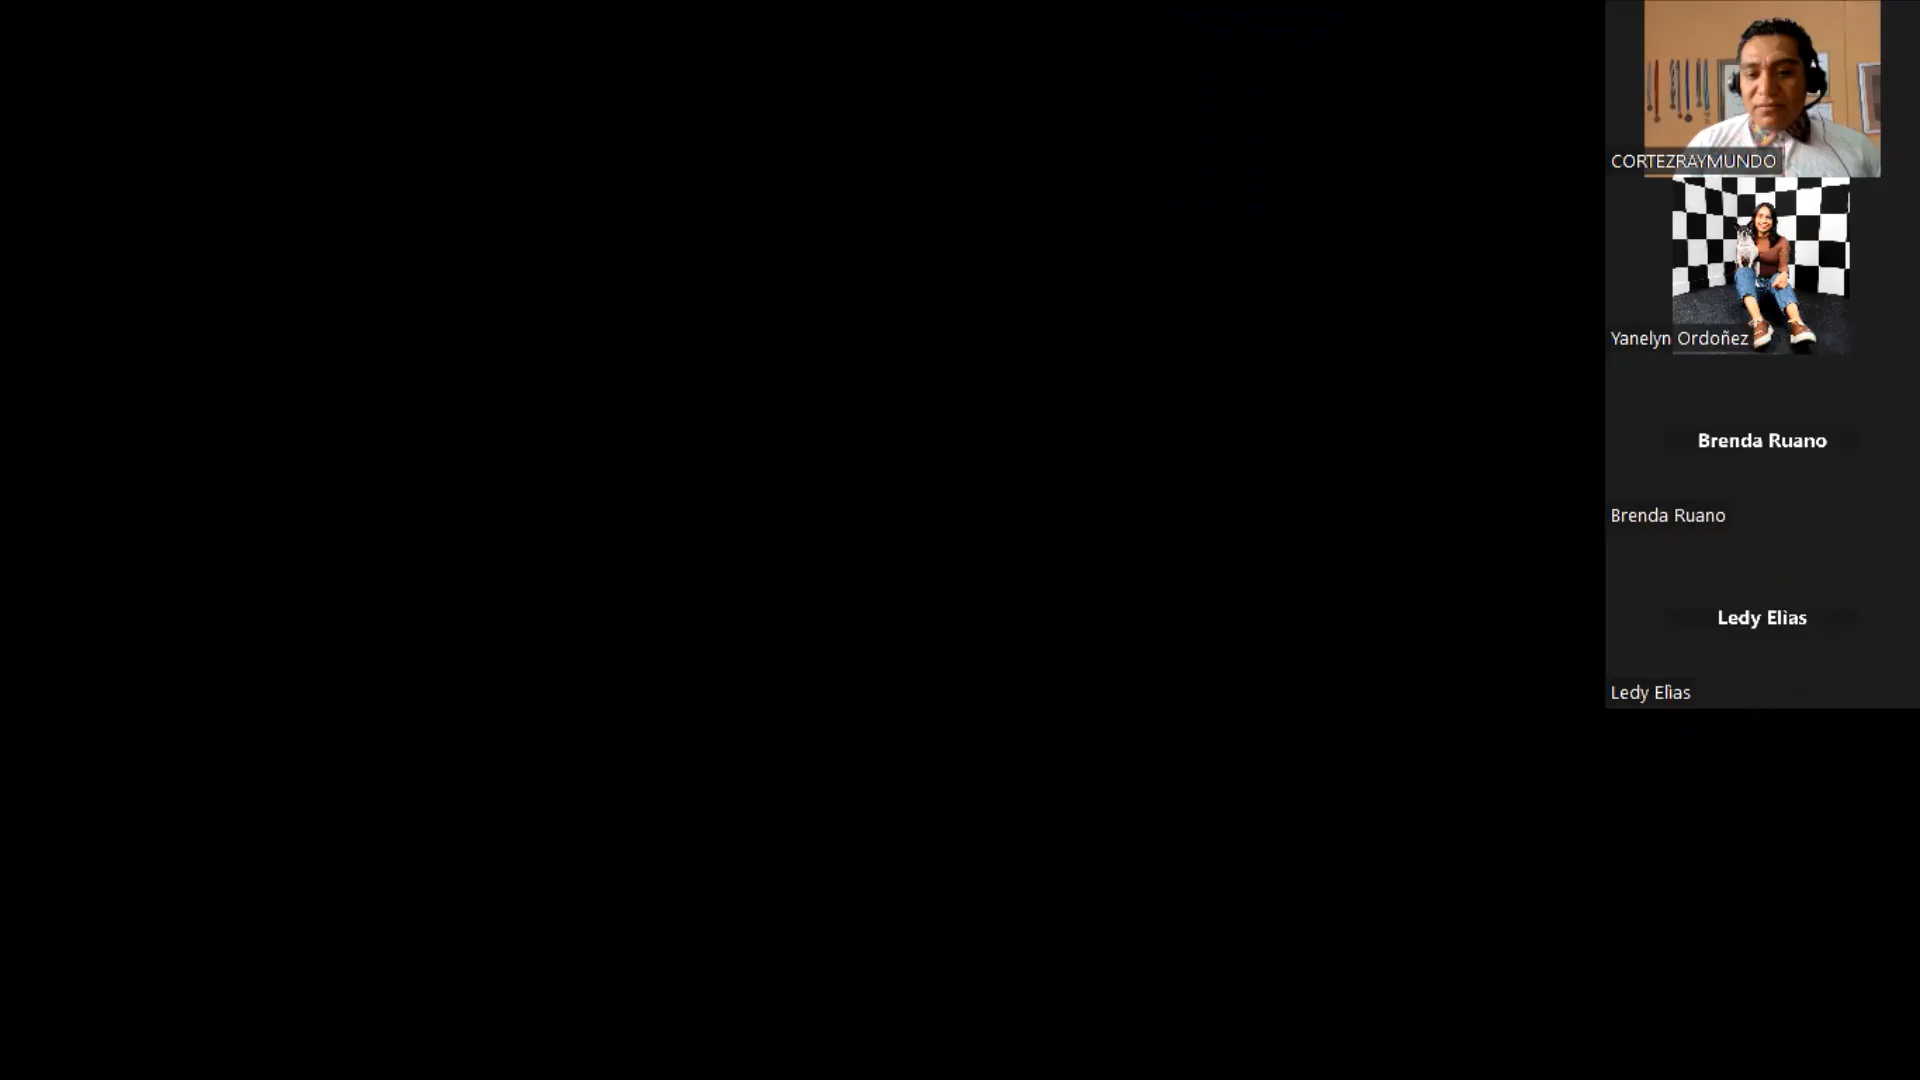 CORTEZRAYMUNDO
Yanelyn Ordoñez
Brenda Ruano
Brenda Ruano
Ledy Elias
Ledy Elias